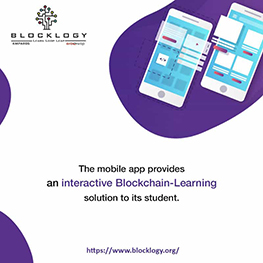 BLOCKLOGY
The mobile app provides
an interactive Blockchain-Learning
solution to its student.
https://www.blocklogy.org/